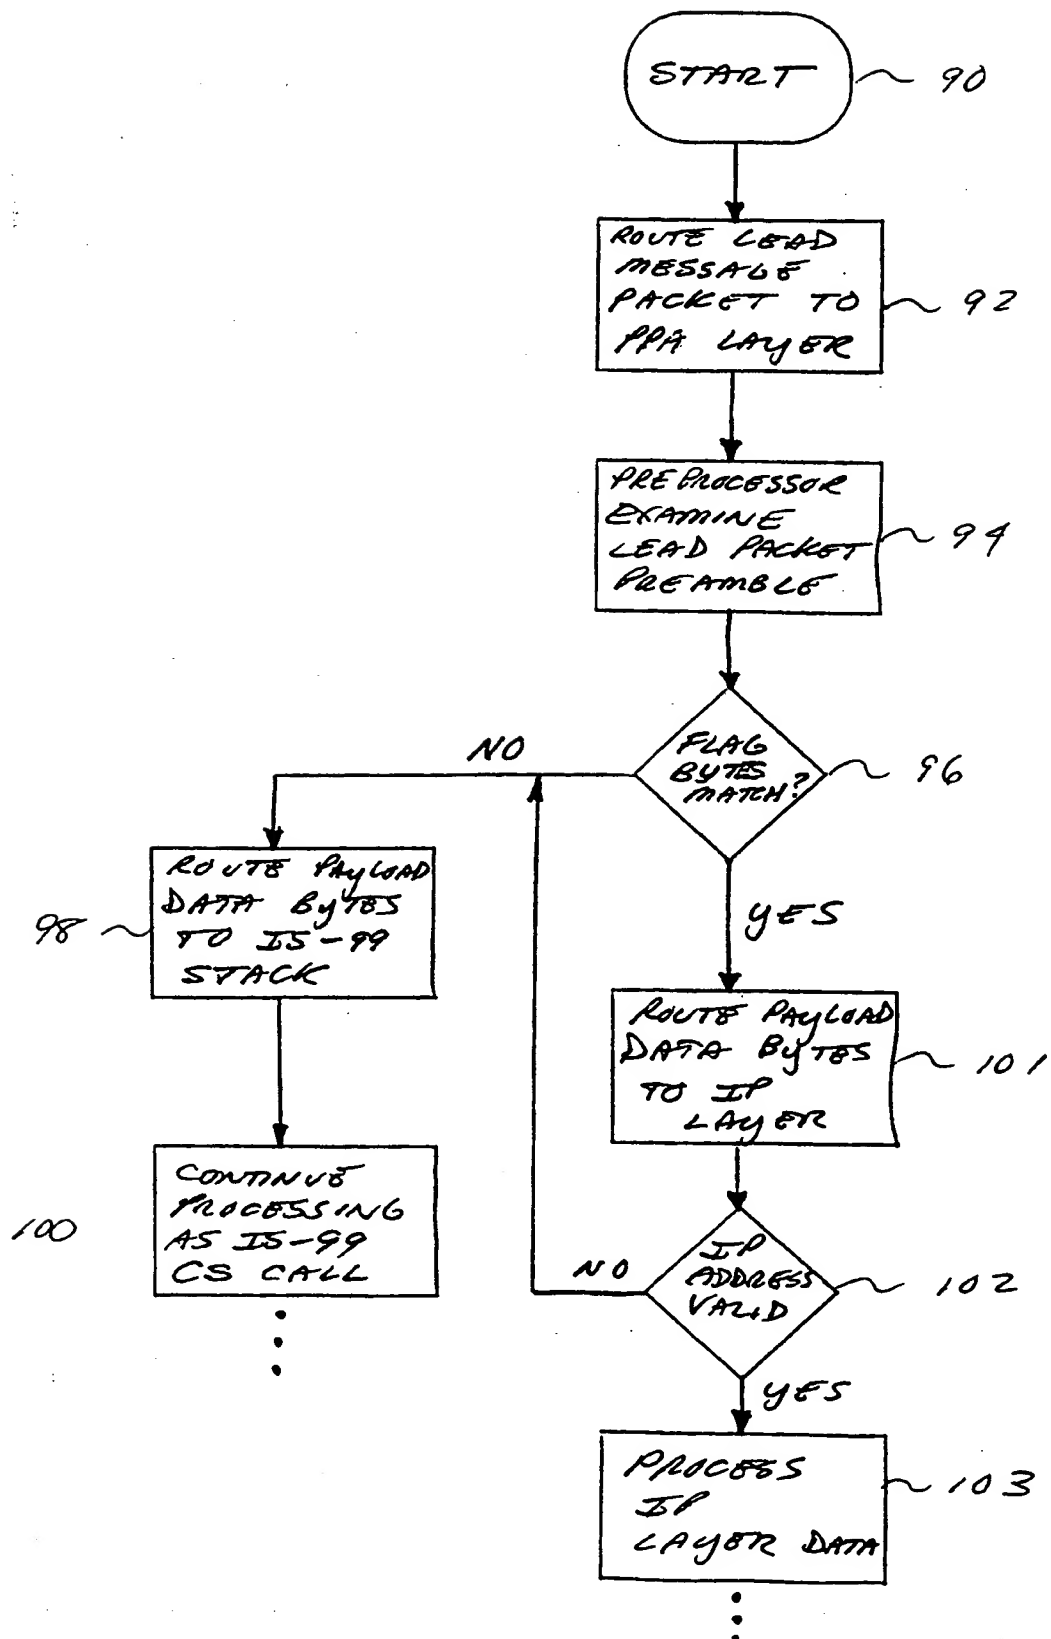 START
90
ROUTE LEAD
MESSAGE
PACKET TO
PPA LAYER
92
PREPROCESSOR
EXAMINE
LEAD PACKET
PREAMBLE
94
FLAG
BYTES
MATCH?
96
NO
YES
ROUTE PAYLOAD
DATA BYTES
TO IS-99
STACK
98
ROUTE PAYLOAD
DATA BYTES
TO IP
LAYER
101
CONTINUE
PROCESSING
AS IS-99
CS CALL
100
IP
ADDRESS
VALID
102
NO
YES
PROCESS
IP
LAYER DATA
103